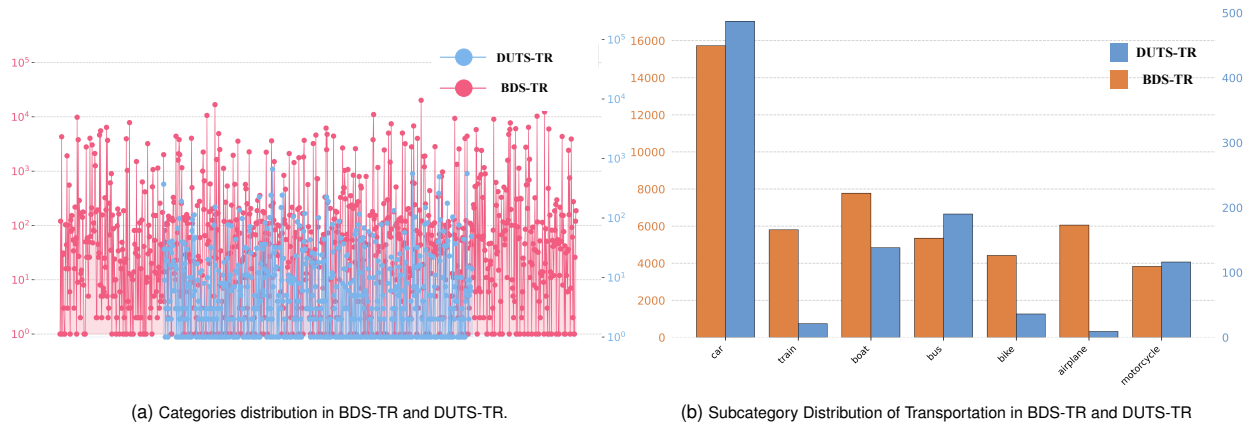 10^5
10^4
10^3
10^2
10^1
10^0
DUTS-TR
BDS-TR
10^5
10^4
10^3
10^2
10^1
10^0
(a) Categories distribution in BDS-TR and DUTS-TR.
16000
14000
12000
10000
8000
6000
4000
2000
0
DUTS-TR
BDS-TR
500
400
300
200
100
0
car
train
boat
bus
bike
airplane
motorcycle
(b) Subcategory Distribution of Transportation in BDS-TR and DUTS-TR